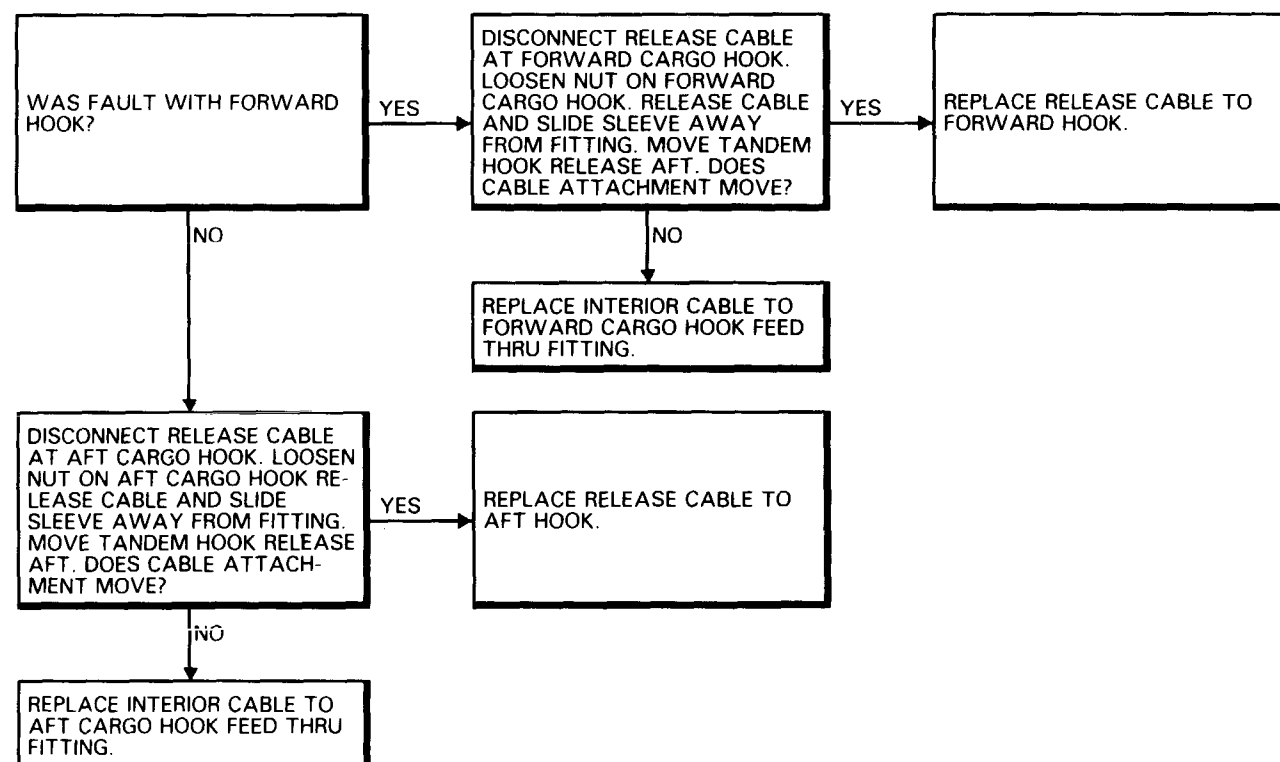 WAS FAULT WITH FORWARD
HOOK?
YES
DISCONNECT RELEASE CABLE
AT FORWARD CARGO HOOK.
LOOSEN NUT ON FORWARD
CARGO HOOK. RELEASE CABLE
AND SLIDE SLEEVE AWAY
FROM FITTING. MOVE TANDEM
HOOK RELEASE AFT. DOES
CABLE ATTACHMENT MOVE?
YES
REPLACE RELEASE CABLE TO
FORWARD HOOK.
NO
NO
REPLACE INTERIOR CABLE TO
FORWARD CARGO HOOK FEED
THRU FITTING.
DISCONNECT RELEASE CABLE
AT AFT CARGO HOOK. LOOSEN
NUT ON AFT CARGO HOOK RE-
LEASE CABLE AND SLIDE
SLEEVE AWAY FROM FITTING.
MOVE TANDEM HOOK RELEASE
AFT. DOES CABLE ATTACH-
MENT MOVE?
YES
REPLACE RELEASE CABLE TO
AFT HOOK.
NO
REPLACE INTERIOR CABLE TO
AFT CARGO HOOK FEED THRU
FITTING.